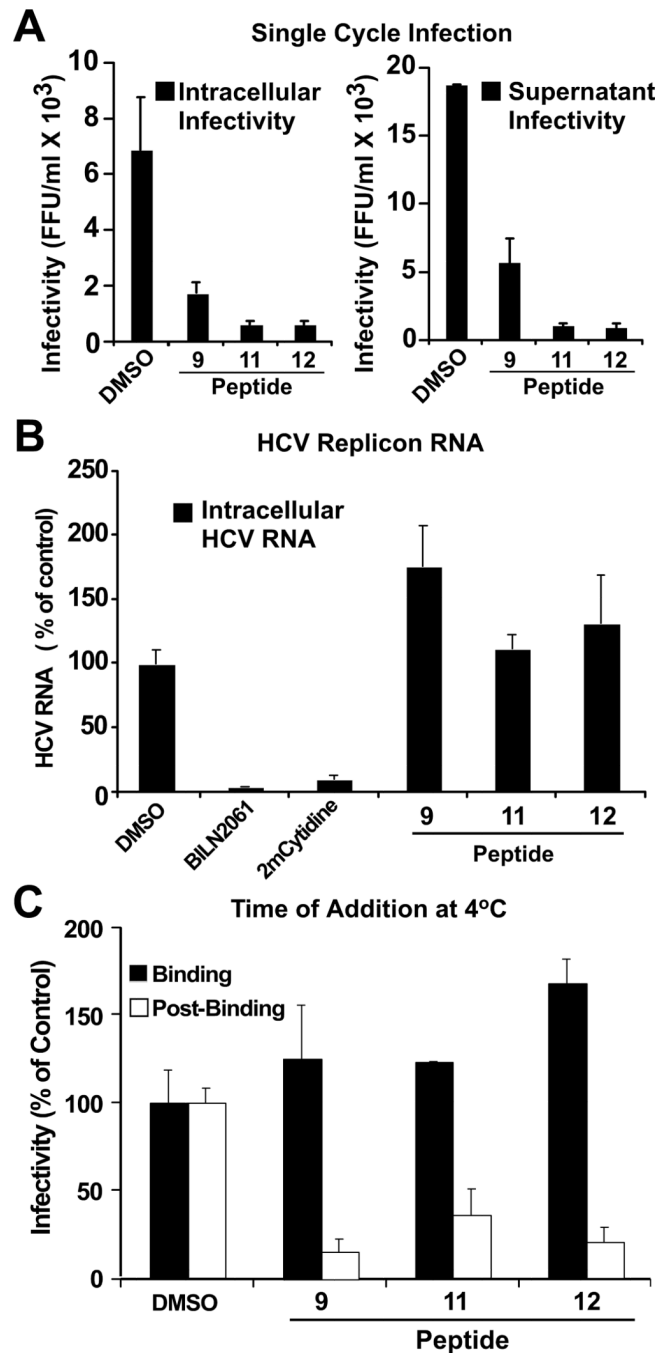 A
Single Cycle Infection
Infectivity (FFU/ml X 10³)
8
6
4
2
0
Intracellular
Infectivity
DMSO
9 11 12
Peptide
Infectivity (FFU/ml X 10³)
20
15
10
5
0
Supernatant
Infectivity
DMSO
9 11 12
Peptide
B
HCV Replicon RNA
HCV RNA ( % of control)
250
200
150
100
50
0
Intracellular
HCV RNA
DMSO
BILN2061
2mCytidine
9 11 12
Peptide
C
Time of Addition at 4ºC
Infectivity (% of Control)
200
150
100
50
0
Binding
Post-Binding
DMSO 9 11 12
Peptide